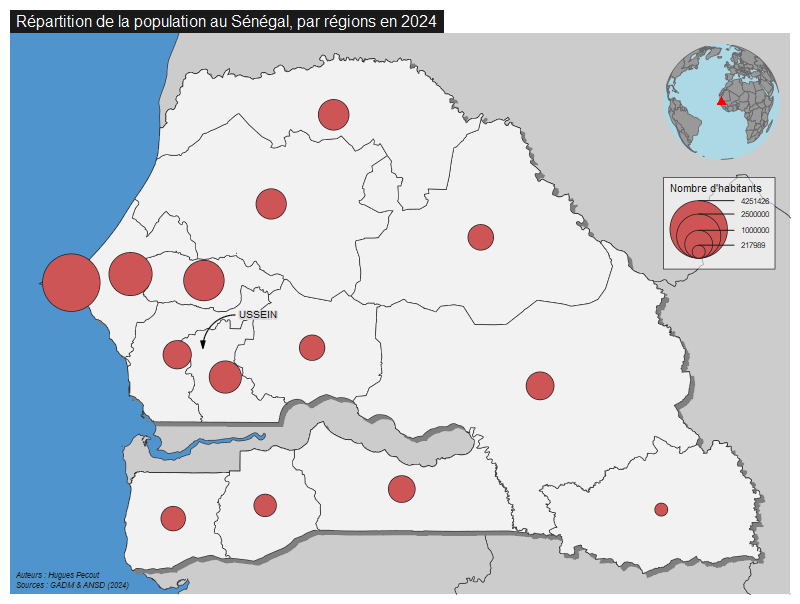 Répartition de la population au Sénégal, par régions en 2024
Nombre d'habitants
4251426
2500000
1000000
217989
USSEIN
Auteurs : Hugues Pecout
Sources : GADM & ANSD (2024)